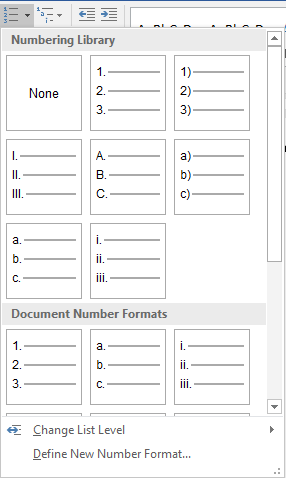 Numbering Library
None
1.
2.
3.
1)
2)
3)
I.
II.
III.
A.
B.
C.
a)
b)
c)
a.
b.
c.
i.
ii.
iii.
Document Number Formats
1.
2.
3.
a.
b.
c.
i.
ii.
iii.
Change List Level
Define New Number Format...